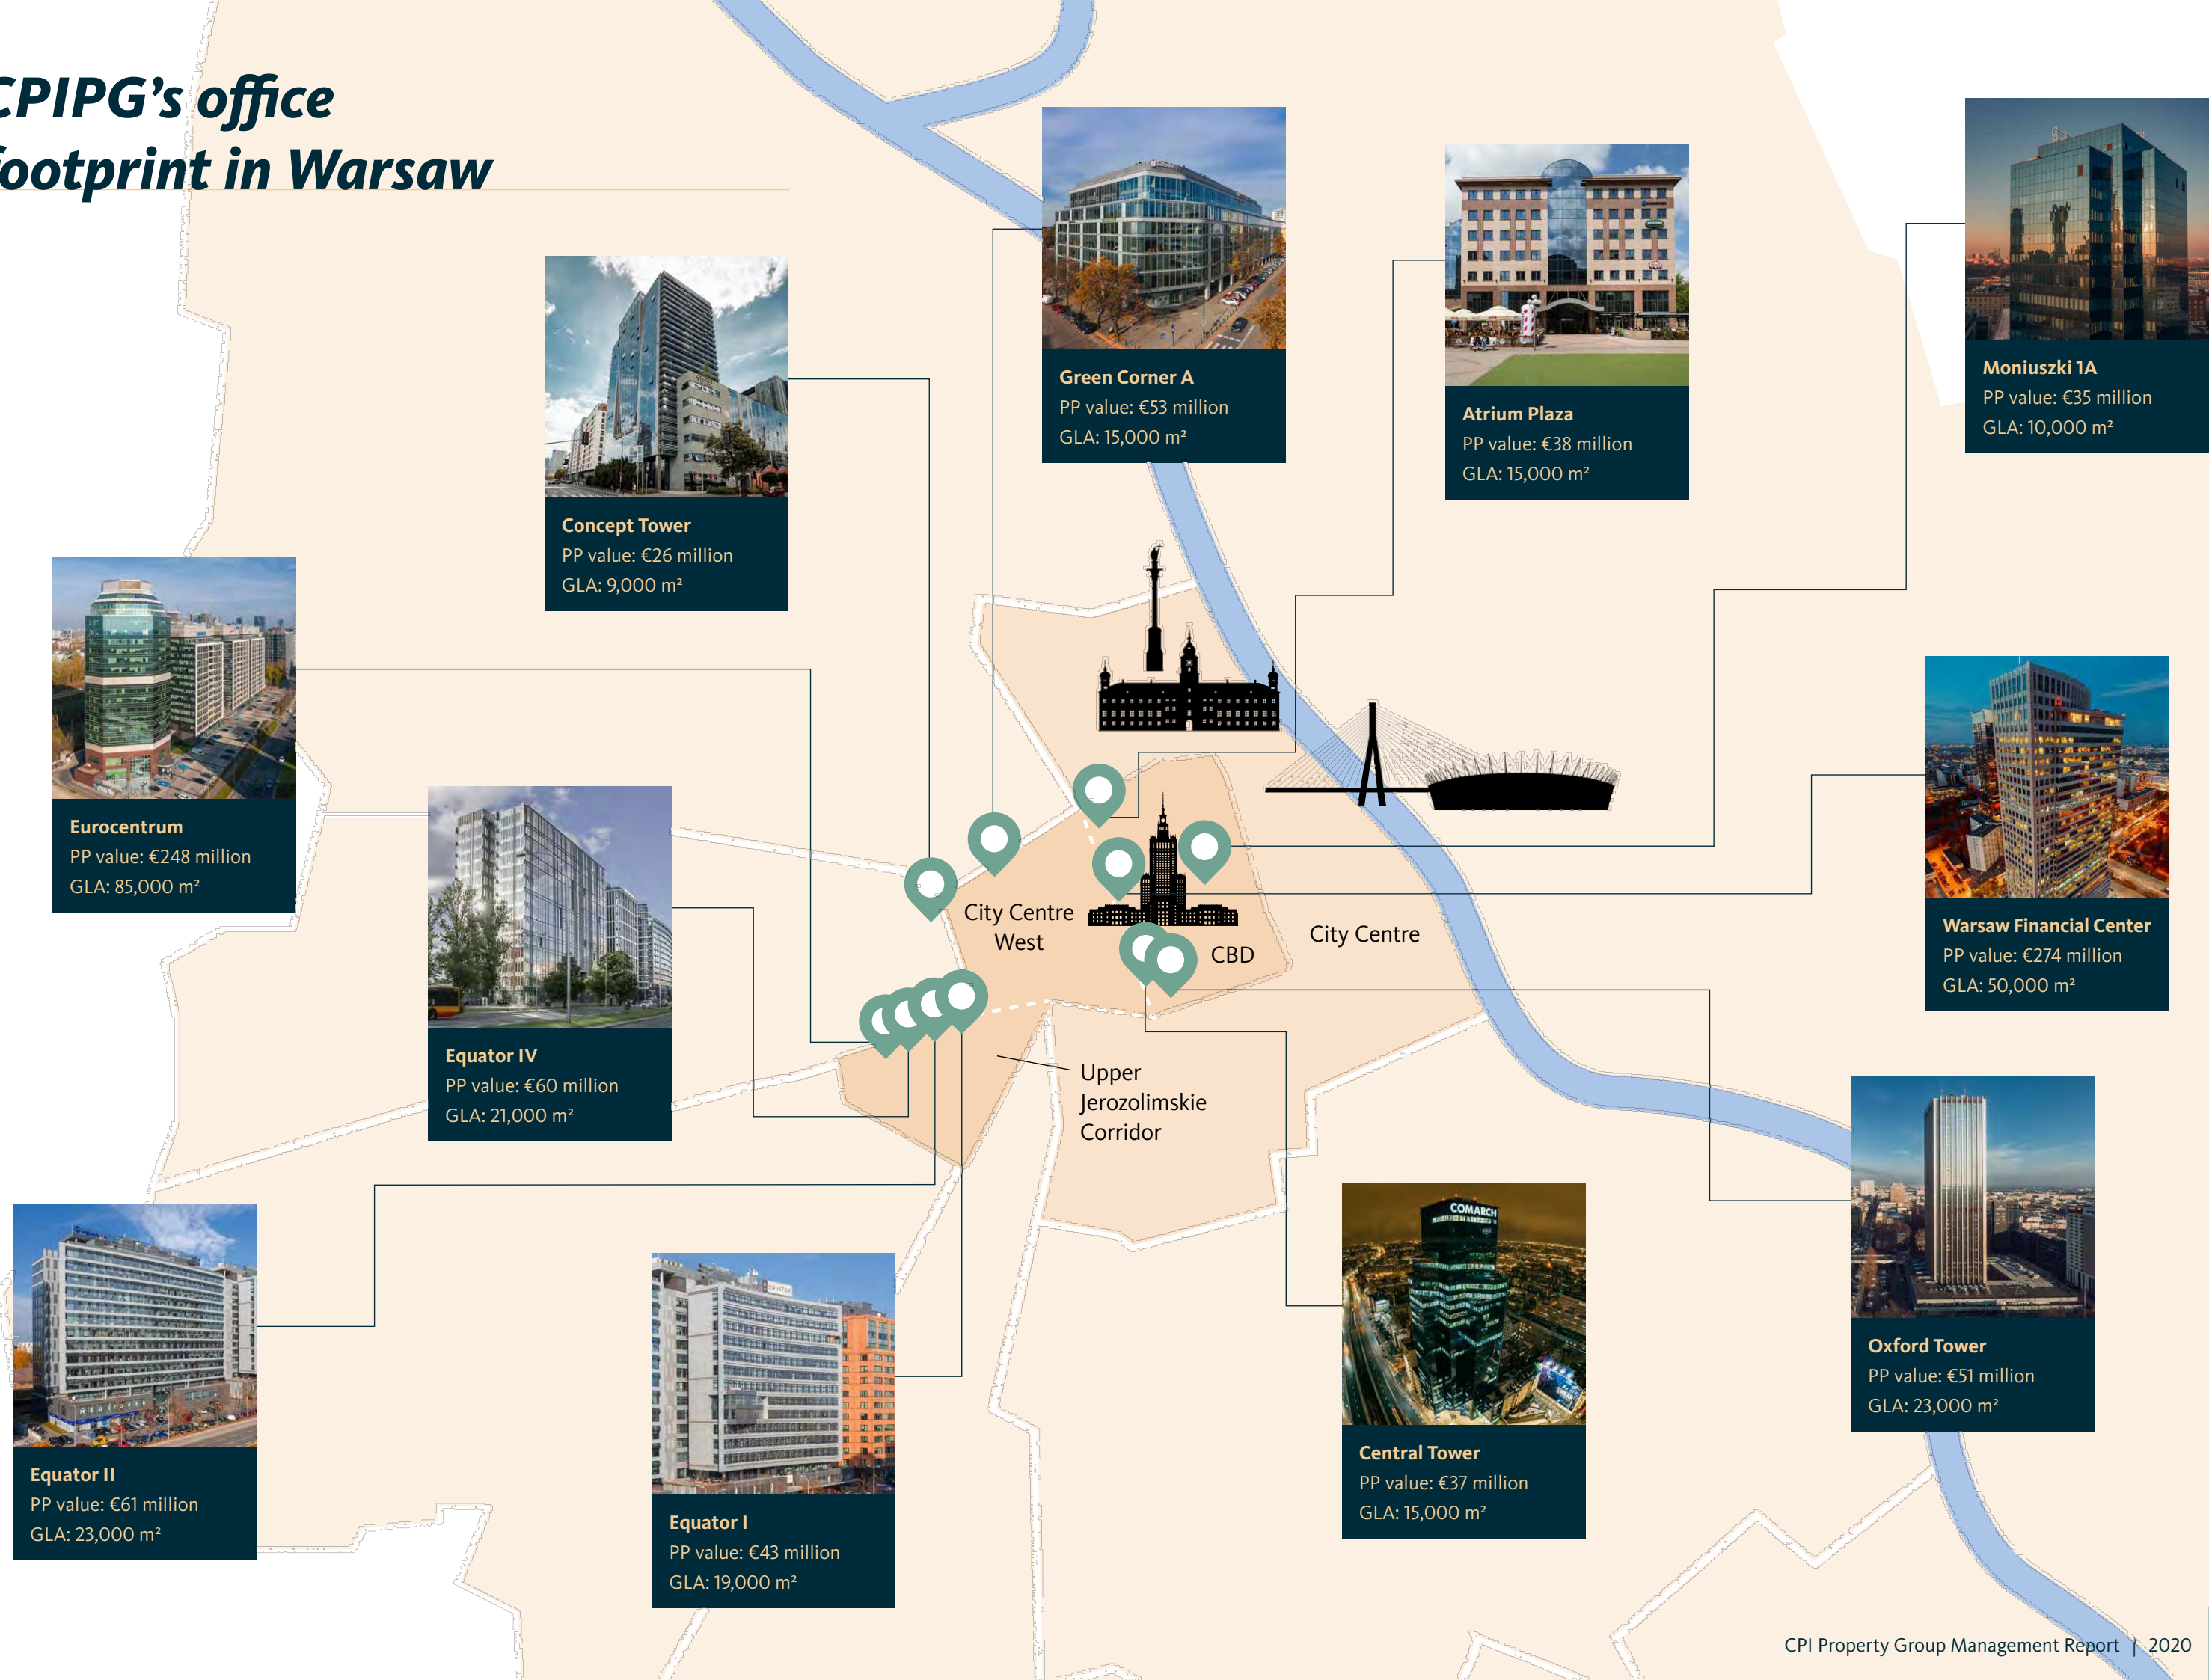 CPIPG's office
footprint in Warsaw
Green Corner A
PP value: €53 million
GLA: 15,000 m²
Atrium Plaza
PP value: €38 million
GLA: 15,000 m²
Moniuszki 1A
PP value: €35 million
GLA: 10,000 m²
Concept Tower
PP value: €26 million
GLA: 9,000 m²
Eurocentrum
PP value: €248 million
GLA: 85,000 m²
Warsaw Financial Center
PP value: €274 million
GLA: 50,000 m²
Equator IV
PP value: €60 million
GLA: 21,000 m²
City Centre
West
CBD
City Centre
Upper
Jerozolimskie
Corridor
COMARCH
Oxford Tower
PP value: €51 million
GLA: 23,000 m²
Central Tower
PP value: €37 million
GLA: 15,000 m²
Equator II
PP value: €61 million
GLA: 23,000 m²
Equator I
PP value: €43 million
GLA: 19,000 m²
CPI Property Group Management Report | 2020